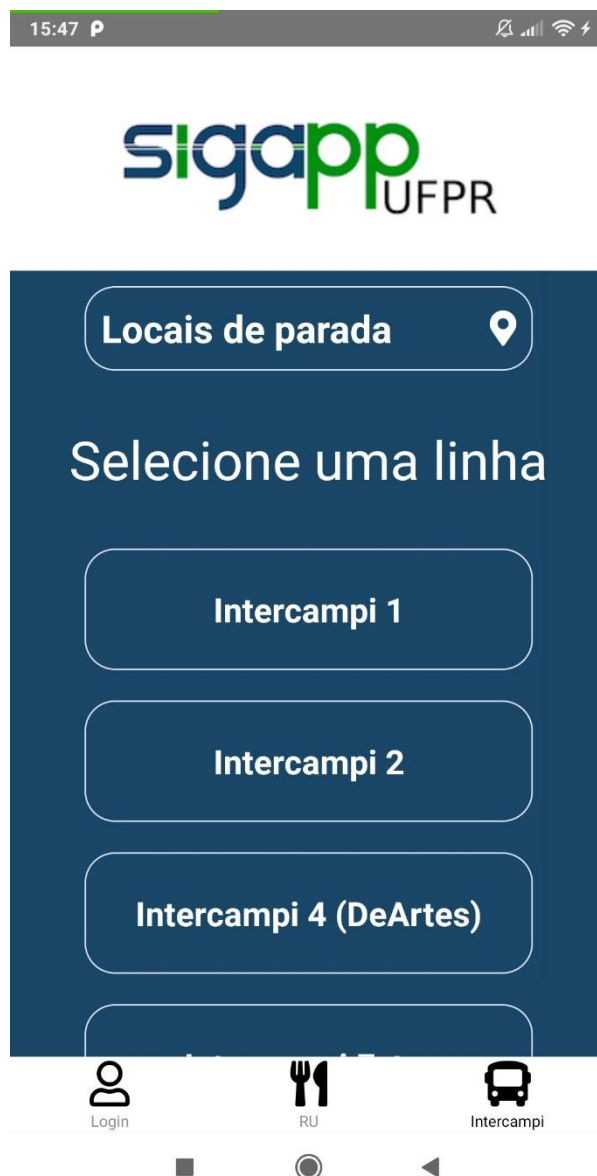 15:47
sigapp
UFPR
Locais de parada
Selecione uma linha
Intercampi 1
Intercampi 2
Intercampi 4 (DeArtes)
Login
RU
Intercampi